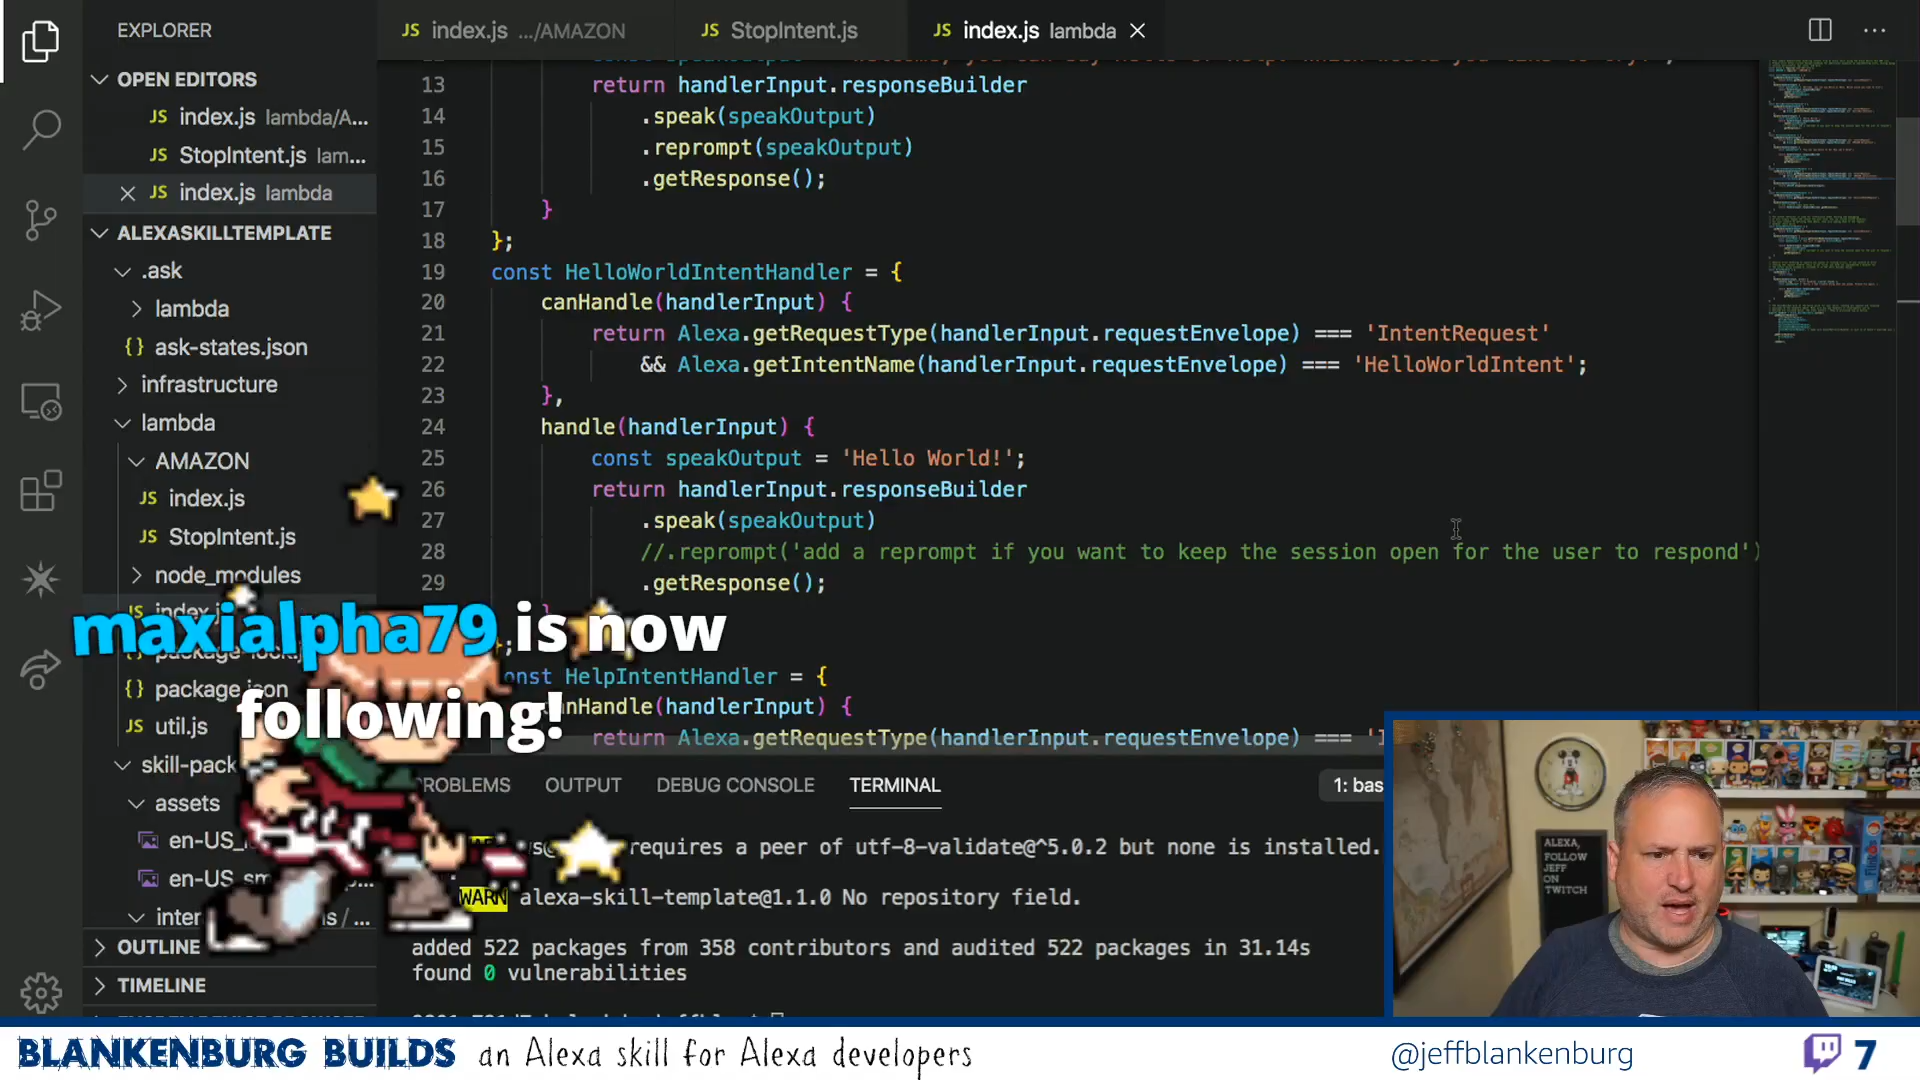 EXPLORER
JS index.js .../AMAZON
JS StopIntent.js
JS index.js lambda
OPEN EDITORS
JS index.js lambda/A...
JS StopIntent.js lam...
JS index.js lambda
ALEXASKILLTEMPLATE
.ask
lambda
{} ask-states.json
infrastructure
lambda
AMAZON
JS index.js
JS StopIntent.js
node_modules
{} package.json
JS util.js
assets
OUTLINE
TIMELINE
13 return handlerInput.responseBuilder
14 .speak(speakOutput)
15 .reprompt(speakOutput)
16 .getResponse();
17 }
18 };
19 const HelloWorldIntentHandler = {
20 canHandle(handlerInput) {
21 return Alexa.getRequestType(handlerInput.requestEnvelope) === 'IntentRequest'
22 && Alexa.getIntentName(handlerInput.requestEnvelope) === 'HelloWorldIntent';
23 },
24 handle(handlerInput) {
25 const speakOutput = 'Hello World!';
26 return handlerInput.responseBuilder
27 .speak(speakOutput)
28 //.reprompt('add a reprompt if you want to keep the session open for the user to respond')
29 .getResponse();
const HelpIntentHandler = {
canHandle(handlerInput) {
return Alexa.getRequestType(handlerInput.requestEnvelope) ===
maxialpha79 is now
following!
PROBLEMS OUTPUT DEBUG CONSOLE TERMINAL
1: bas
requires a peer of utf-8-validate@^5.0.2 but none is installed.
WARN alexa-skill-template@1.1.0 No repository field.
added 522 packages from 358 contributors and audited 522 packages in 31.14s
found 0 vulnerabilities
ALEXA,
FOLLOW
JEFF
ON
TWITCH
BLANKENBURG BUILDS an Alexa skill for Alexa developers
@jeffblankenburg
7